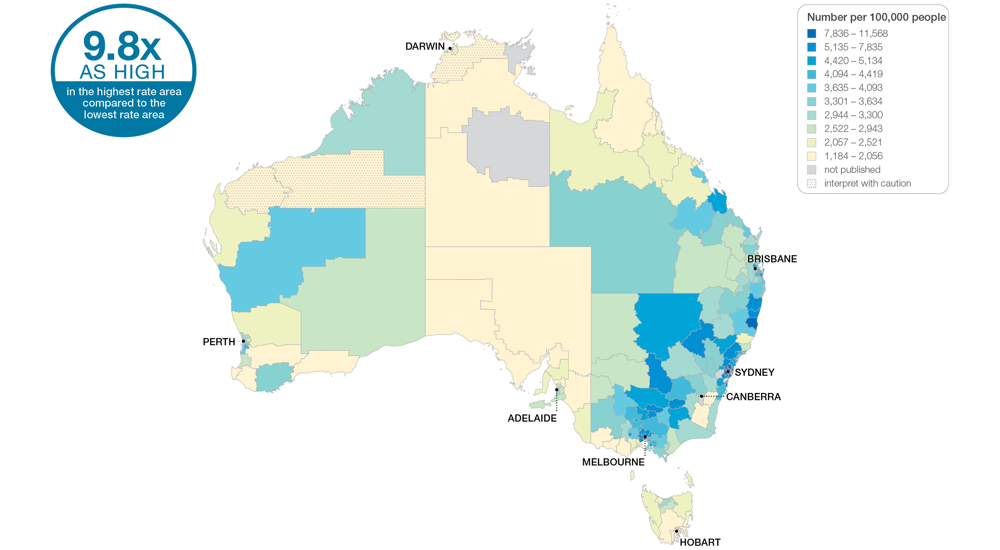 9.8x
AS HIGH
in the highest rate area
compared to the
lowest rate area
Number per 100,000 people
7,836 – 11,568
5,135 – 7,835
4,420 – 5,134
4,094 – 4,419
3,635 – 4,093
3,301 – 3,634
2,944 – 3,300
2,522 – 2,943
2,057 – 2,521
1,184 – 2,056
not published
interpret with caution
DARWIN
BRISBANE
PERTH
SYDNEY
CANBERRA
ADELAIDE
MELBOURNE
HOBART